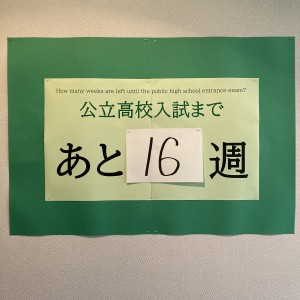 How many weeks are left until the public high school entrance exam?
公立高校入試まで
あと 16 週